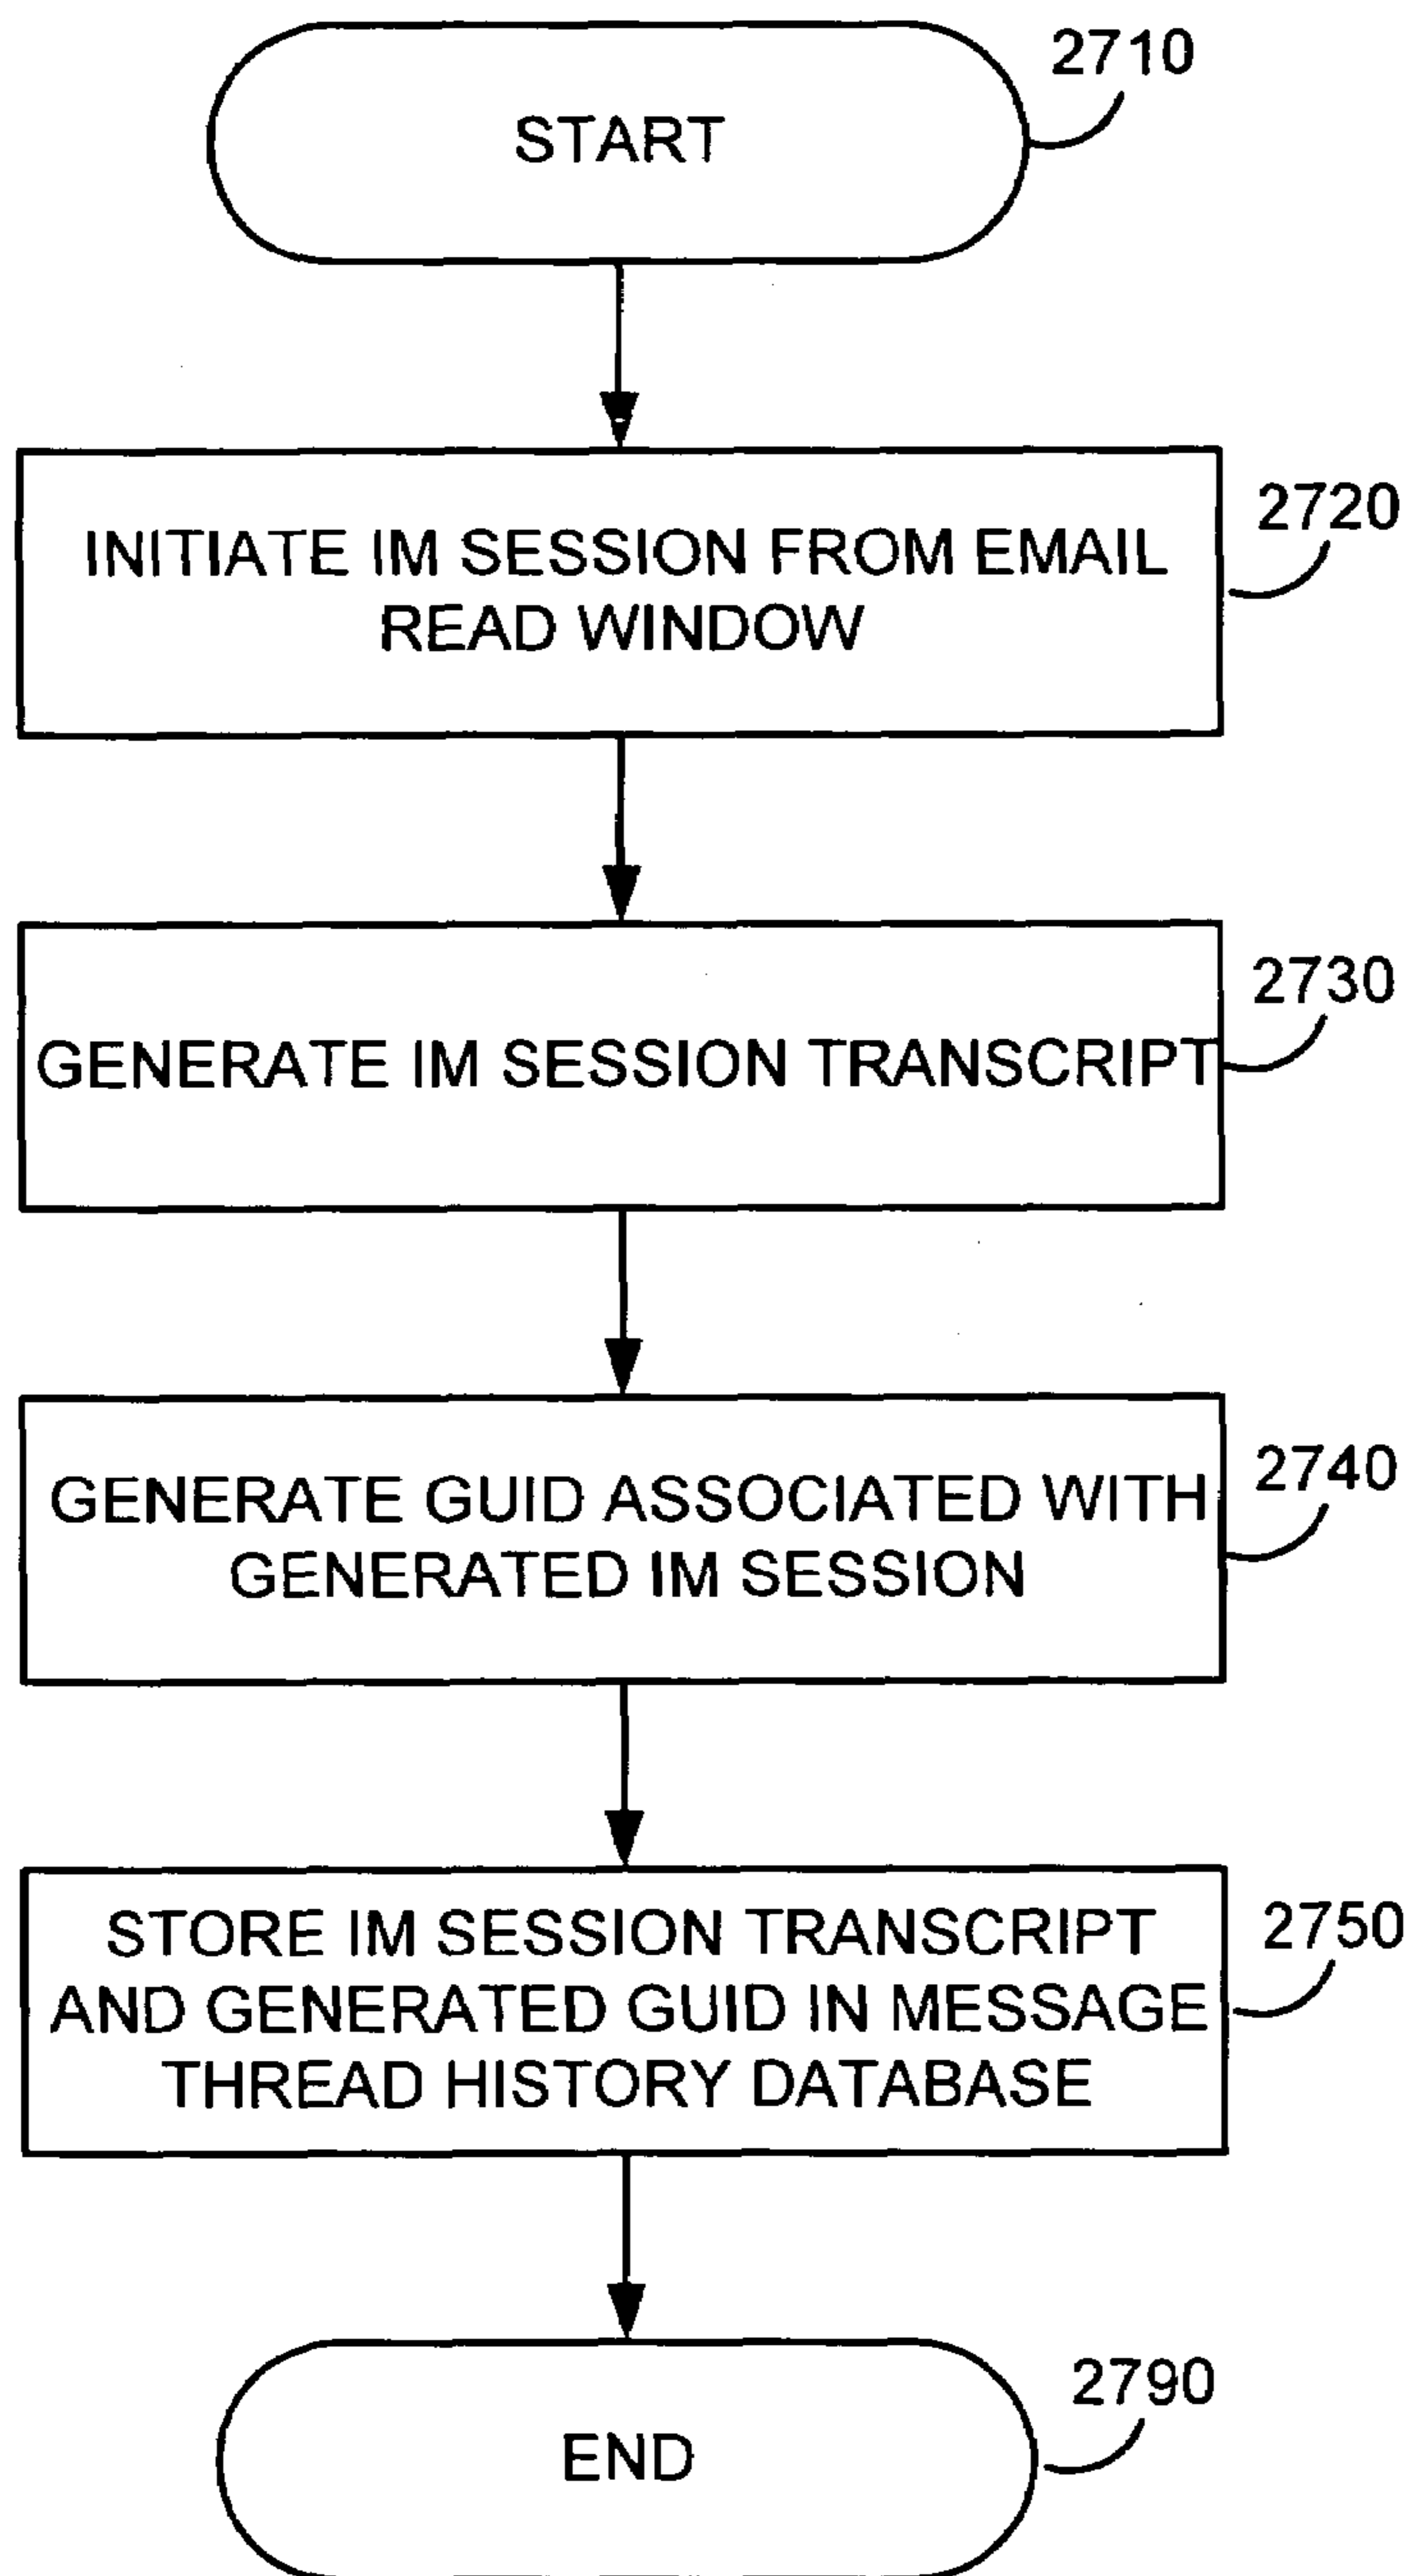 2710
START
2720
INITIATE IM SESSION FROM EMAIL
READ WINDOW
2730
GENERATE IM SESSION TRANSCRIPT
2740
GENERATE GUID ASSOCIATED WITH
GENERATED IM SESSION
2750
STORE IM SESSION TRANSCRIPT
AND GENERATED GUID IN MESSAGE
THREAD HISTORY DATABASE
2790
END